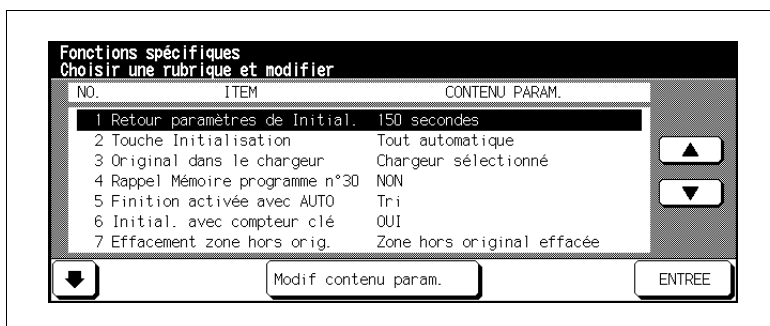 Fonctions spécifiques
Choisir une rubrique et modifier
NO. ITEM CONTENU PARAM.
1 Retour paramètres de Initial. 150 secondes
2 Touche Initialisation Tout automatique
3 Original dans le chargeur Chargeur sélectionné
4 Rappel Mémoire programme n°30 NON
5 Finition activée avec AUTO Tri
6 Initial. avec compteur clé OUI
7 Effacement zone hors orig. Zone hors original effacée
Modif contenu param. ENTREE